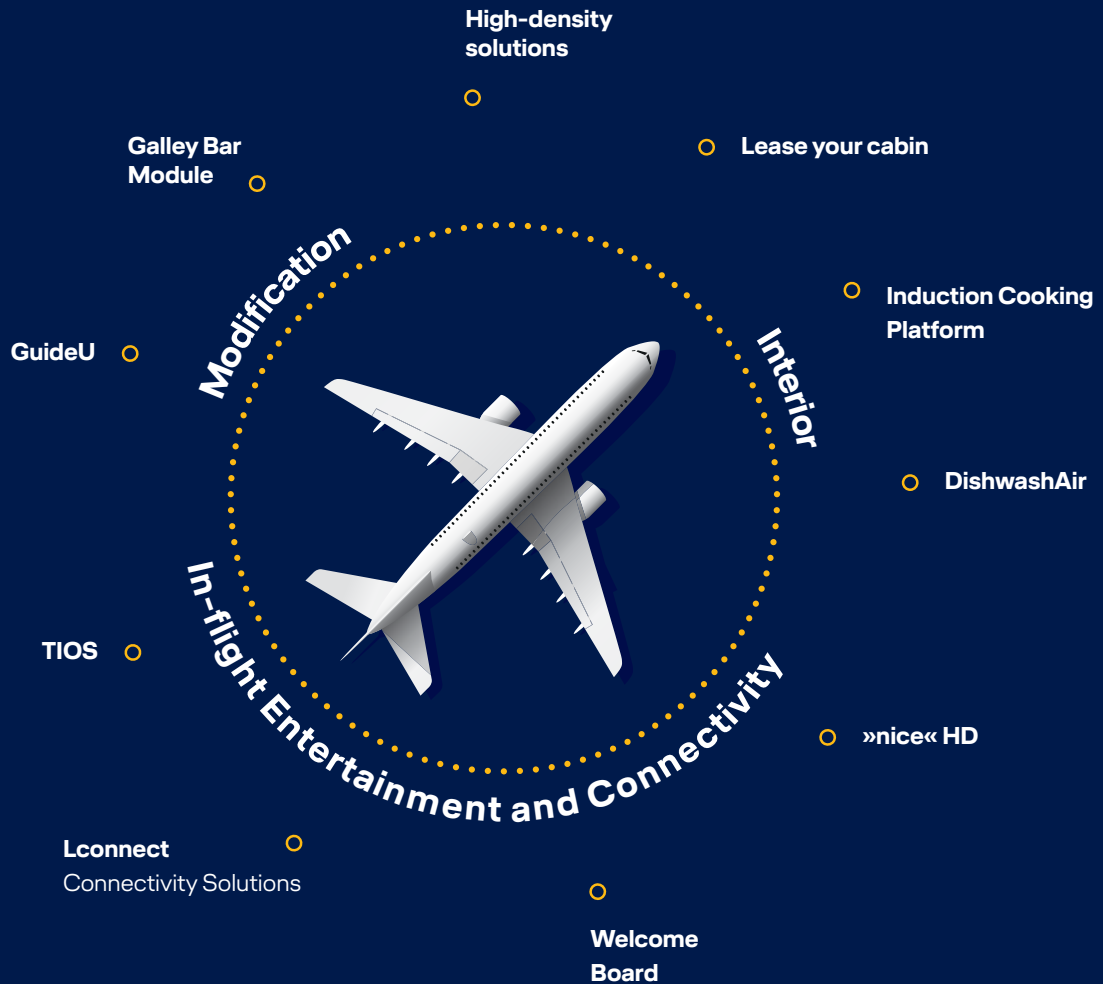 High-density
solutions
Galley Bar
Module
Lease your cabin
Modification
Induction Cooking
Platform
Interior
GuideU
DishwashAir
In-flight Entertainment and Connectivity
TIOS
»nice« HD
Lconnect
Connectivity Solutions
Welcome
Board